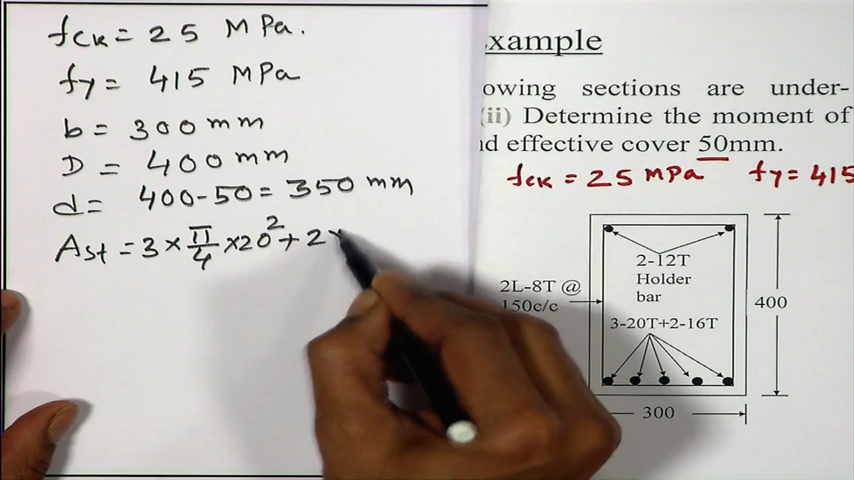 fck = 25 MPa.
fy = 415 MPa
b = 300 mm
D = 400 mm
d = 400-50 = 350 mm
Ast = 3 × π/4 × 20² + 2×
xample
owing sections are under-
(ii) Determine the moment of
d effective cover 50mm.
fck = 25 MPa fy = 415
2-12T
Holder
bar
2L-8T @
150c/c
3-20T+2-16T
400
300